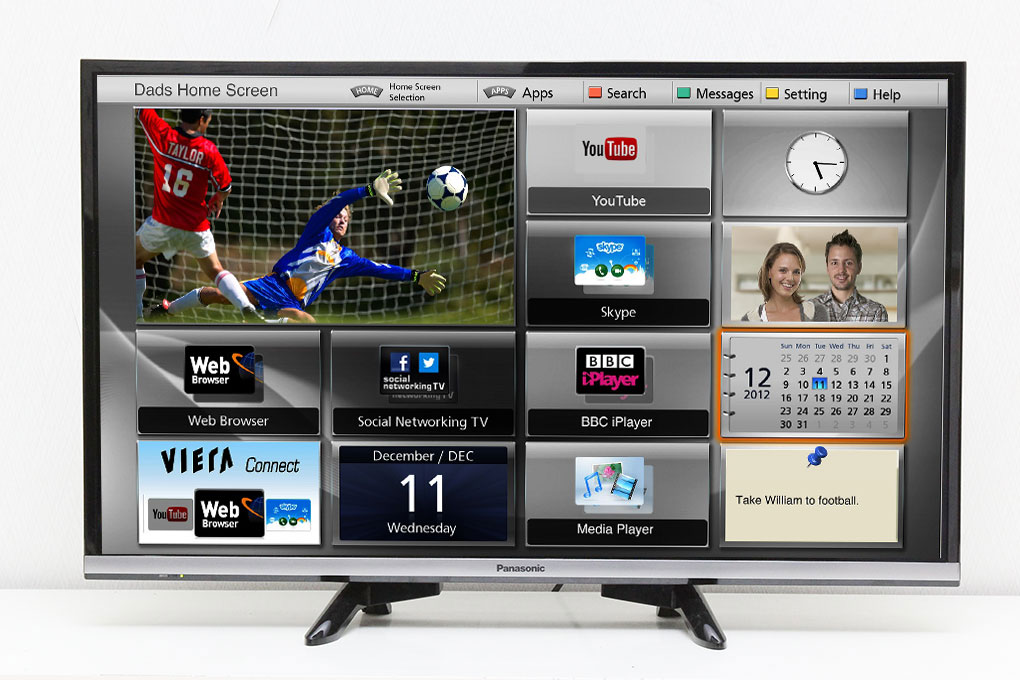 Dads Home Screen
HOME
Home Screen
Selection
APPS
Apps
Search
Messages
Setting
Help
TAYLOR
16
YouTube
YouTube
skype
Skype
Web
Browser
Web Browser
social
networking TV
Social Networking TV
BBC
iPlayer
BBC iPlayer
Sun Mon Tue Wed Thu Fri Sat
25 26 27 28 29 30 1
2 3 4 5 6 7 8
9 10 11 12 13 14 15
16 17 18 19 20 21 22
23 24 25 26 27 28 29
30 31 1 2 3 4 5
12
2012
VIERA Connect
YouTube
Web
Browser
skype
December / DEC
11
Wednesday
Media Player
Take William to football.
Panasonic